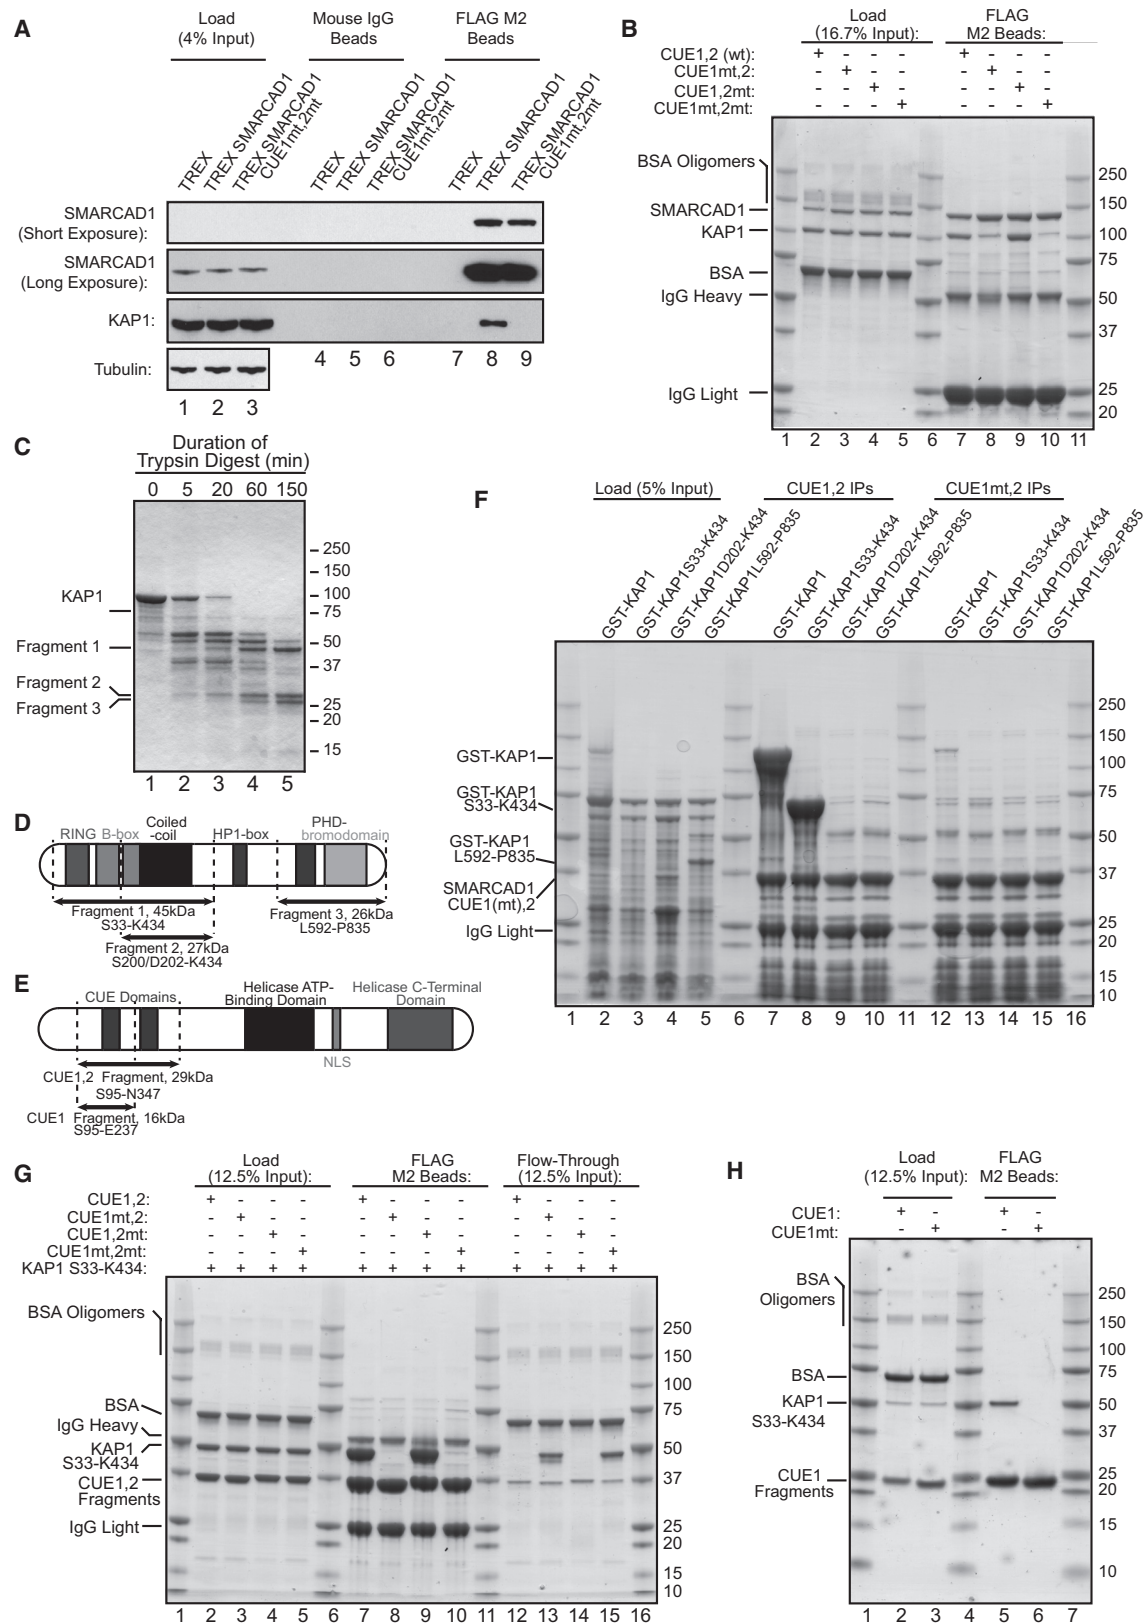 A
Load
(4% Input)
Mouse IgG
Beads
FLAG M2
Beads
TREX
TREX SMARCAD1
TREX SMARCAD1
CUE1mt,2mt
TREX
TREX SMARCAD1
TREX SMARCAD1
CUE1mt,2mt
TREX
TREX SMARCAD1
TREX SMARCAD1
CUE1mt,2mt
SMARCAD1
(Short Exposure):
SMARCAD1
(Long Exposure):
KAP1:
4 5 6 7 8 9
Tubulin:
1 2 3
B
Load
(16.7% Input):
FLAG
M2 Beads:
CUE1,2 (wt): + - - - + - - -
CUE1mt,2: - + - - - + - -
CUE1,2mt: - - + - - - + -
CUE1mt,2mt: - - - + - - - +
BSA Oligomers
SMARCAD1
KAP1
BSA
IgG Heavy
IgG Light
250
150
100
75
50
37
25
20
1 2 3 4 5 6 7 8 9 10 11
C
Duration of
Trypsin Digest (min)
0 5 20 60 150
KAP1
Fragment 1
Fragment 2
Fragment 3
250
150
100
75
50
37
25
20
15
1 2 3 4 5
D
RING B-box Coiled
-coil
HP1-box
PHD-
bromodomain
Fragment 1, 45kDa
S33-K434
Fragment 3, 26kDa
L592-P835
Fragment 2, 27kDa
S200/D202-K434
E
CUE Domains
Helicase ATP-
Binding Domain
Helicase C-Terminal
Domain
NLS
CUE1,2 Fragment, 29kDa
S95-N347
CUE1 Fragment, 16kDa
S95-E237
F
Load (5% Input)
CUE1,2 IPs
CUE1mt,2 IPs
GST-KAP1
GST-KAP1S33-K434
GST-KAP1D202-K434
GST-KAP1L592-P835
GST-KAP1
GST-KAP1S33-K434
GST-KAP1D202-K434
GST-KAP1L592-P835
GST-KAP1
GST-KAP1S33-K434
GST-KAP1D202-K434
GST-KAP1L592-P835
GST-KAP1
GST-KAP1
S33-K434
GST-KAP1
L592-P835
SMARCAD1
CUE1(mt),2
IgG Light
250
150
100
75
50
37
25
20
15
10
1 2 3 4 5 6 7 8 9 10 11 12 13 14 15 16
G
Load
(12.5% Input):
FLAG
M2 Beads:
Flow-Through
(12.5% Input):
CUE1,2: + - - - + - - - + - - -
CUE1mt,2: - + - - - + - - - + - -
CUE1,2mt: - - + - - - + - - - + -
CUE1mt,2mt: - - - + - - - + - - - +
KAP1 S33-K434: + + + + + + + + + + + +
BSA Oligomers
BSA
IgG Heavy
KAP1
S33-K434
CUE1,2
Fragments
IgG Light
250
150
100
75
50
37
25
20
15
10
1 2 3 4 5 6 7 8 9 10 11 12 13 14 15 16
H
Load
(12.5% Input):
FLAG
M2 Beads:
CUE1: + - + -
CUE1mt: - + - +
BSA
Oligomers
BSA
KAP1
S33-K434
CUE1
Fragments
250
150
100
75
50
37
25
20
15
10
1 2 3 4 5 6 7